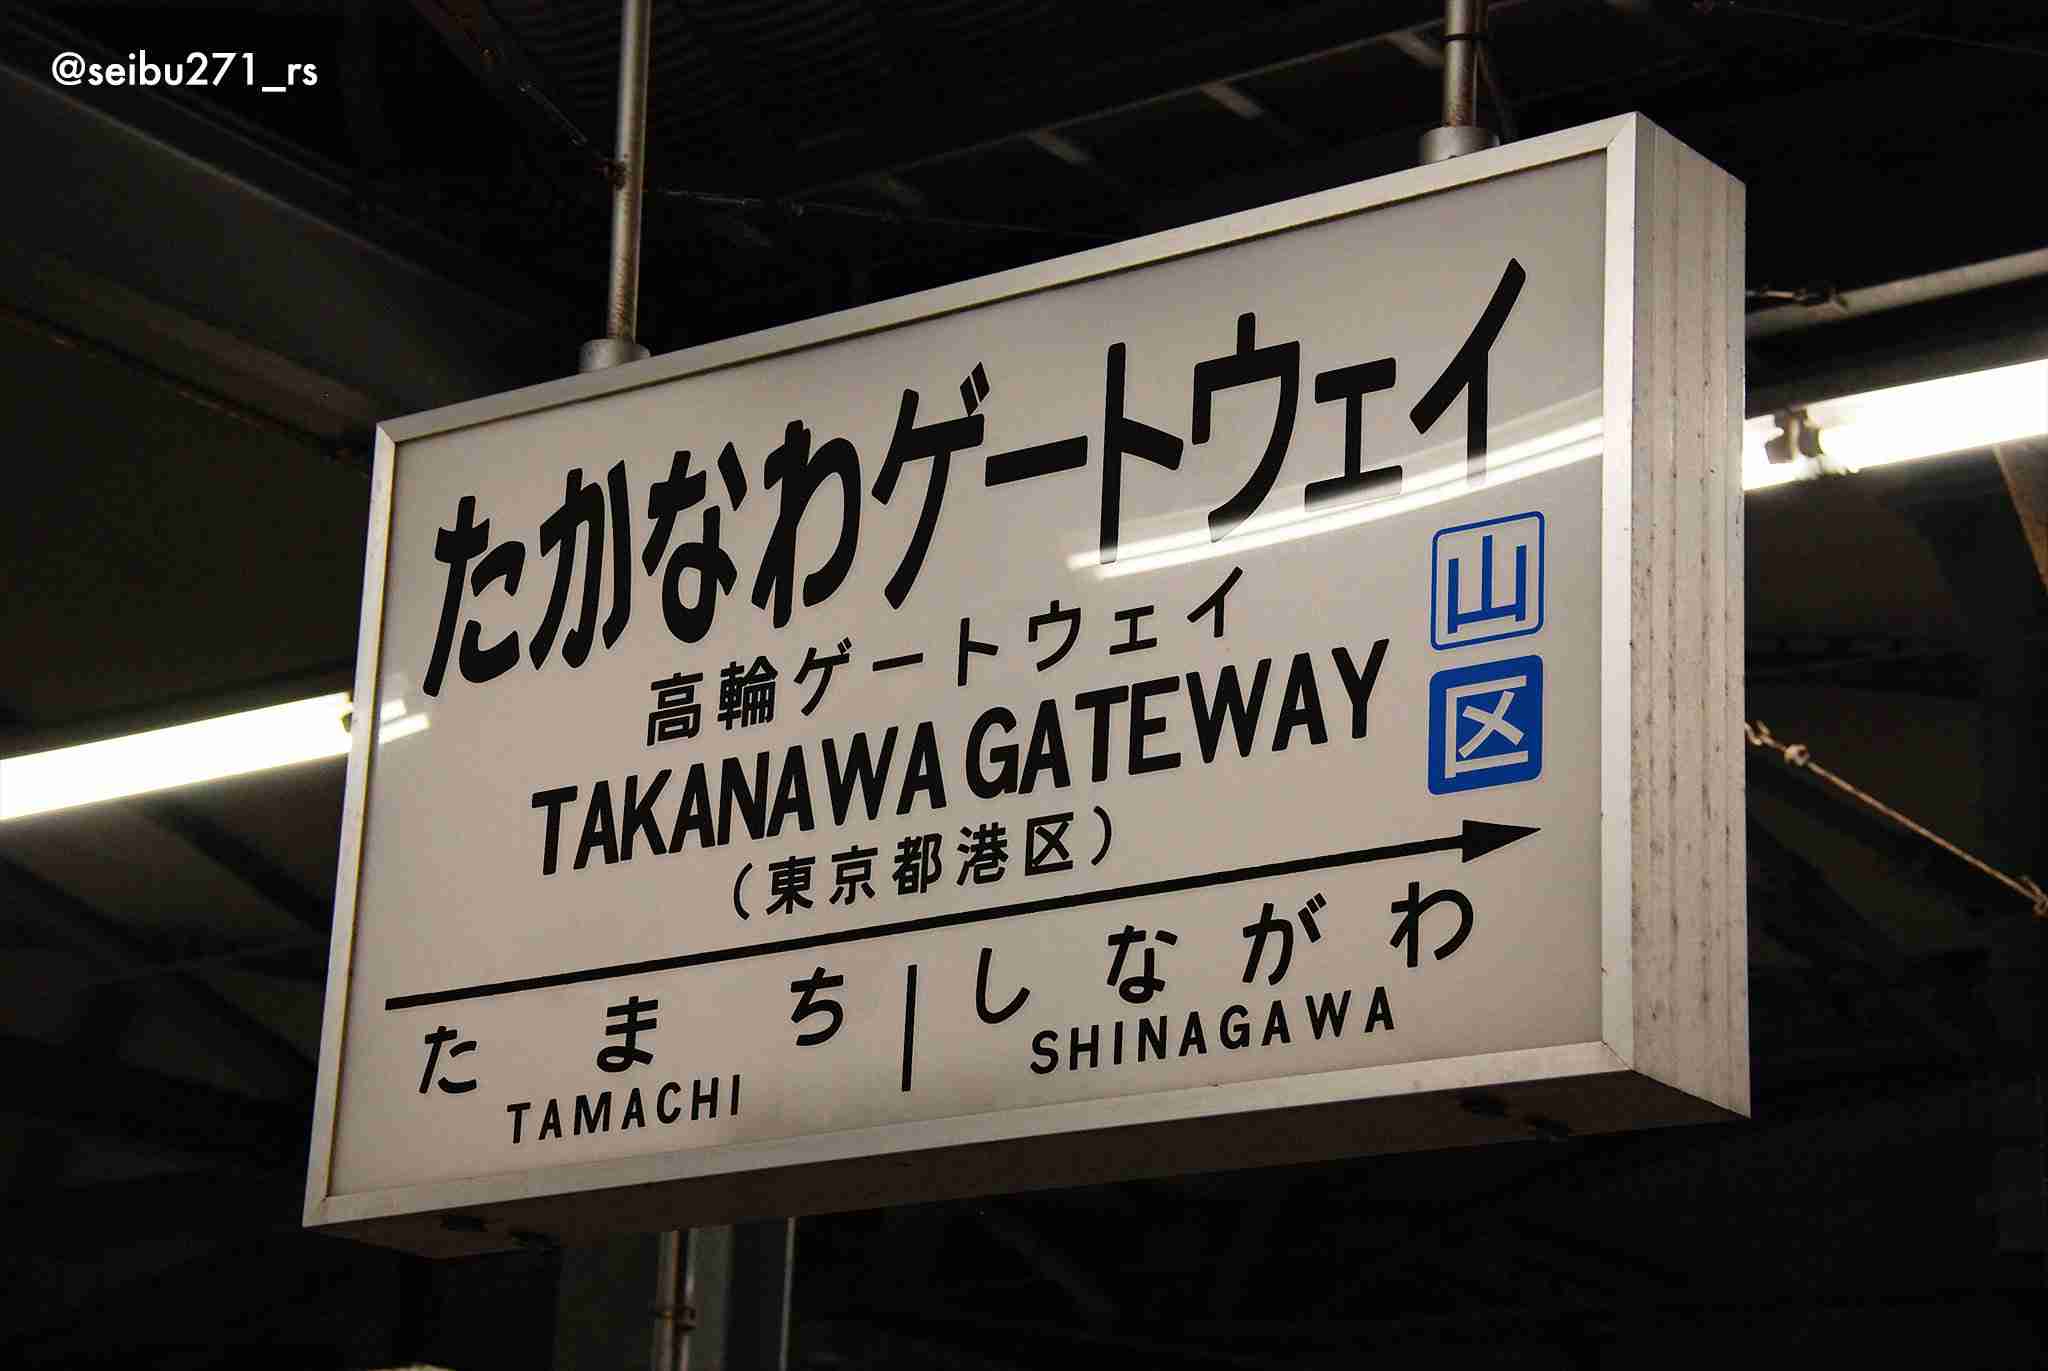 @seibu271_rs
たかなわゲートウェイ
高輪ゲートウェイ
TAKANAWA GATEWAY
山
区
(東京都港区)
たまち
しながわ
TAMACHI
SHINAGAWA